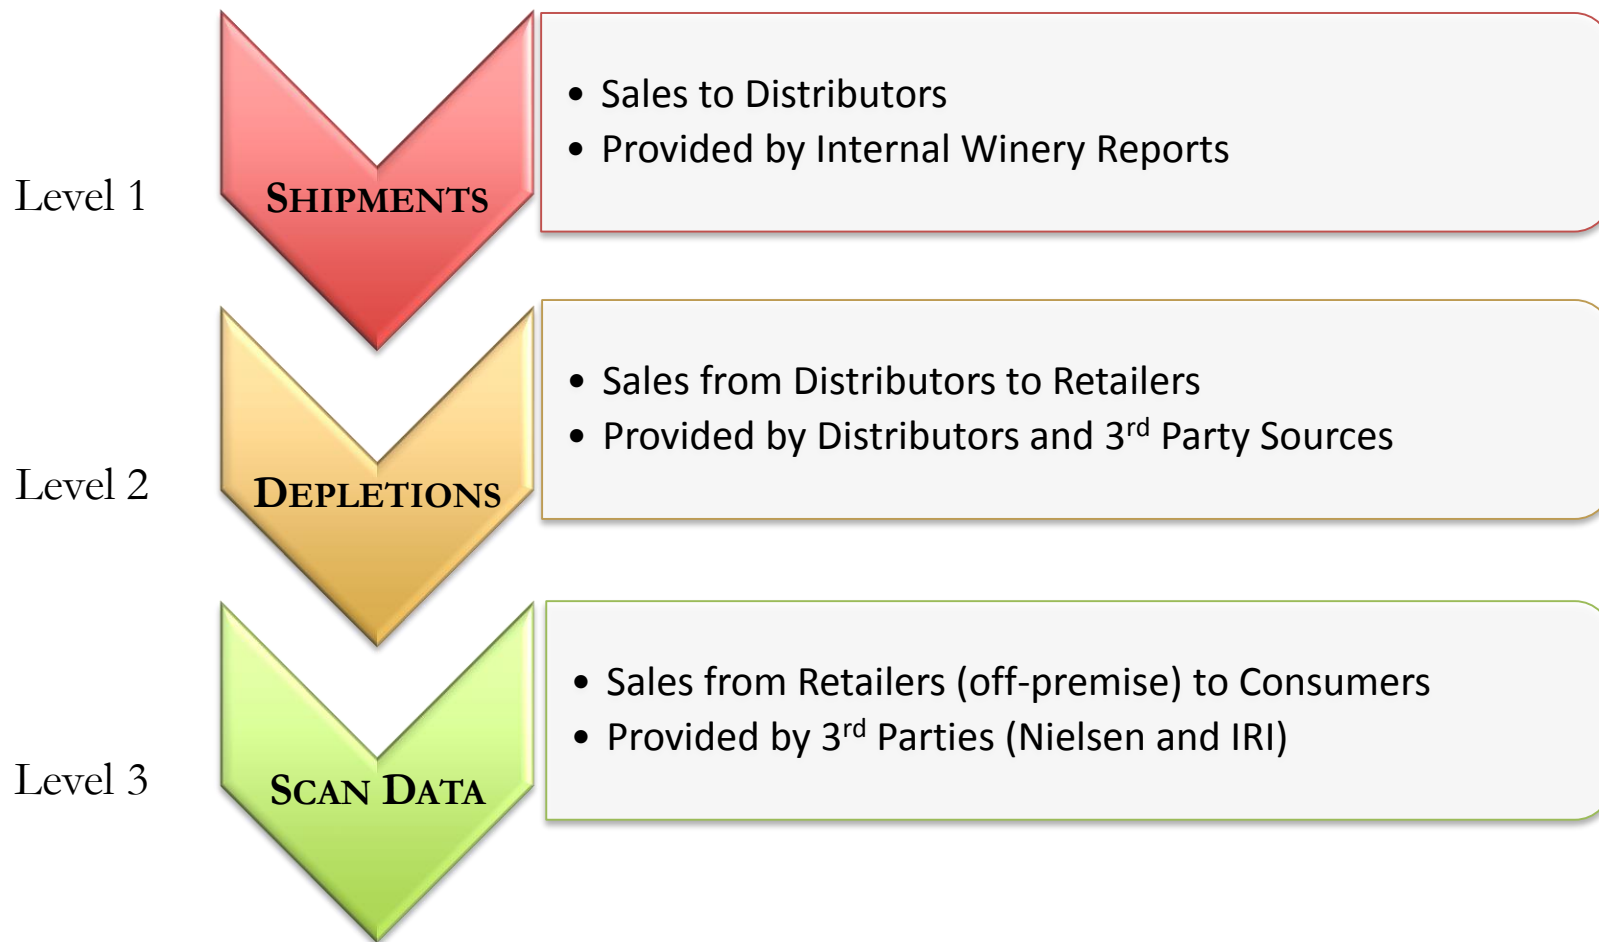 Level 1
SHIPMENTS
• Sales to Distributors
• Provided by Internal Winery Reports
Level 2
DEPLETIONS
• Sales from Distributors to Retailers
• Provided by Distributors and 3rd Party Sources
Level 3
SCAN DATA
• Sales from Retailers (off-premise) to Consumers
• Provided by 3rd Parties (Nielsen and IRI)